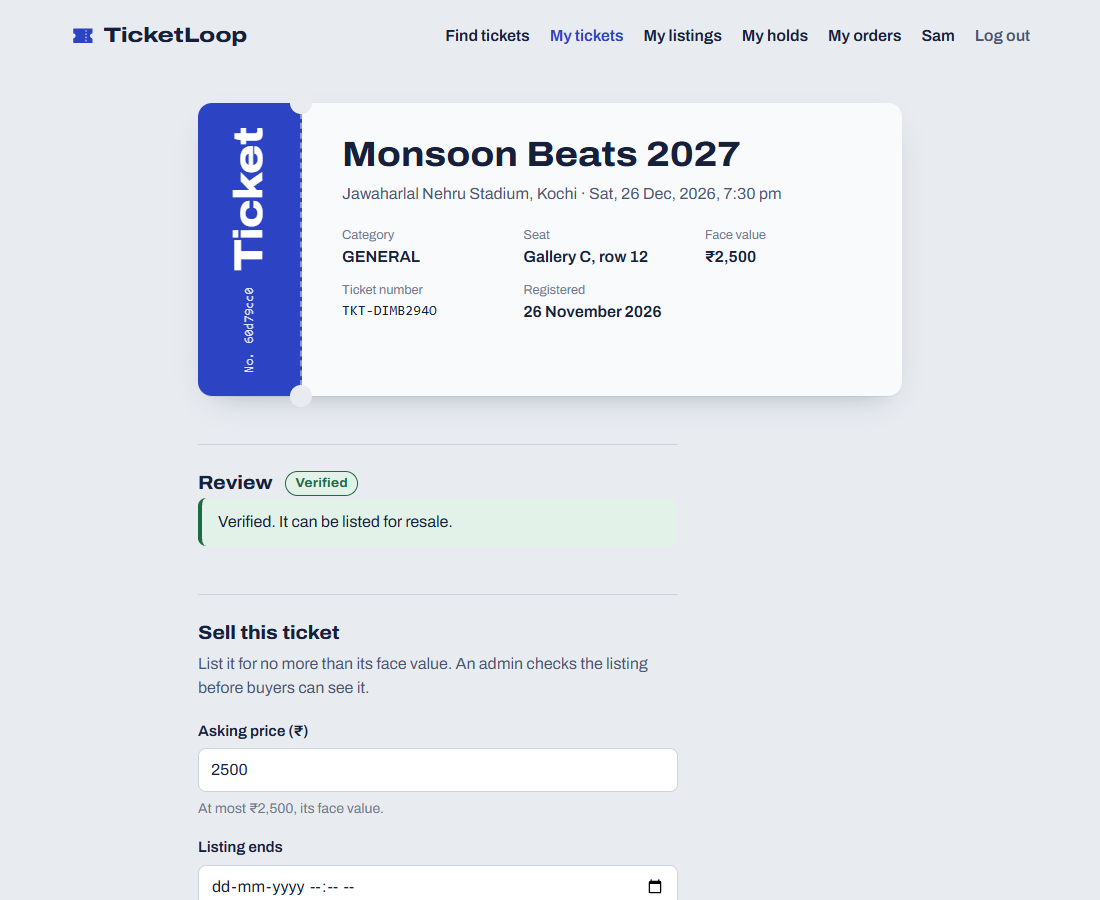 TicketLoop
Find tickets My tickets My listings My holds My orders Sam Log out
Ticket
No. 60d79cc0
Monsoon Beats 2027
Jawaharlal Nehru Stadium, Kochi · Sat, 26 Dec, 2026, 7:30 pm
Category Seat Face value
GENERAL Gallery C, row 12 ₹2,500
Ticket number Registered
TKT-DIMB294O 26 November 2026
Review Verified
Verified. It can be listed for resale.
Sell this ticket
List it for no more than its face value. An admin checks the listing
before buyers can see it.
Asking price (₹)
2500
At most ₹2,500, its face value.
Listing ends
dd-mm-yyyy --:-- --